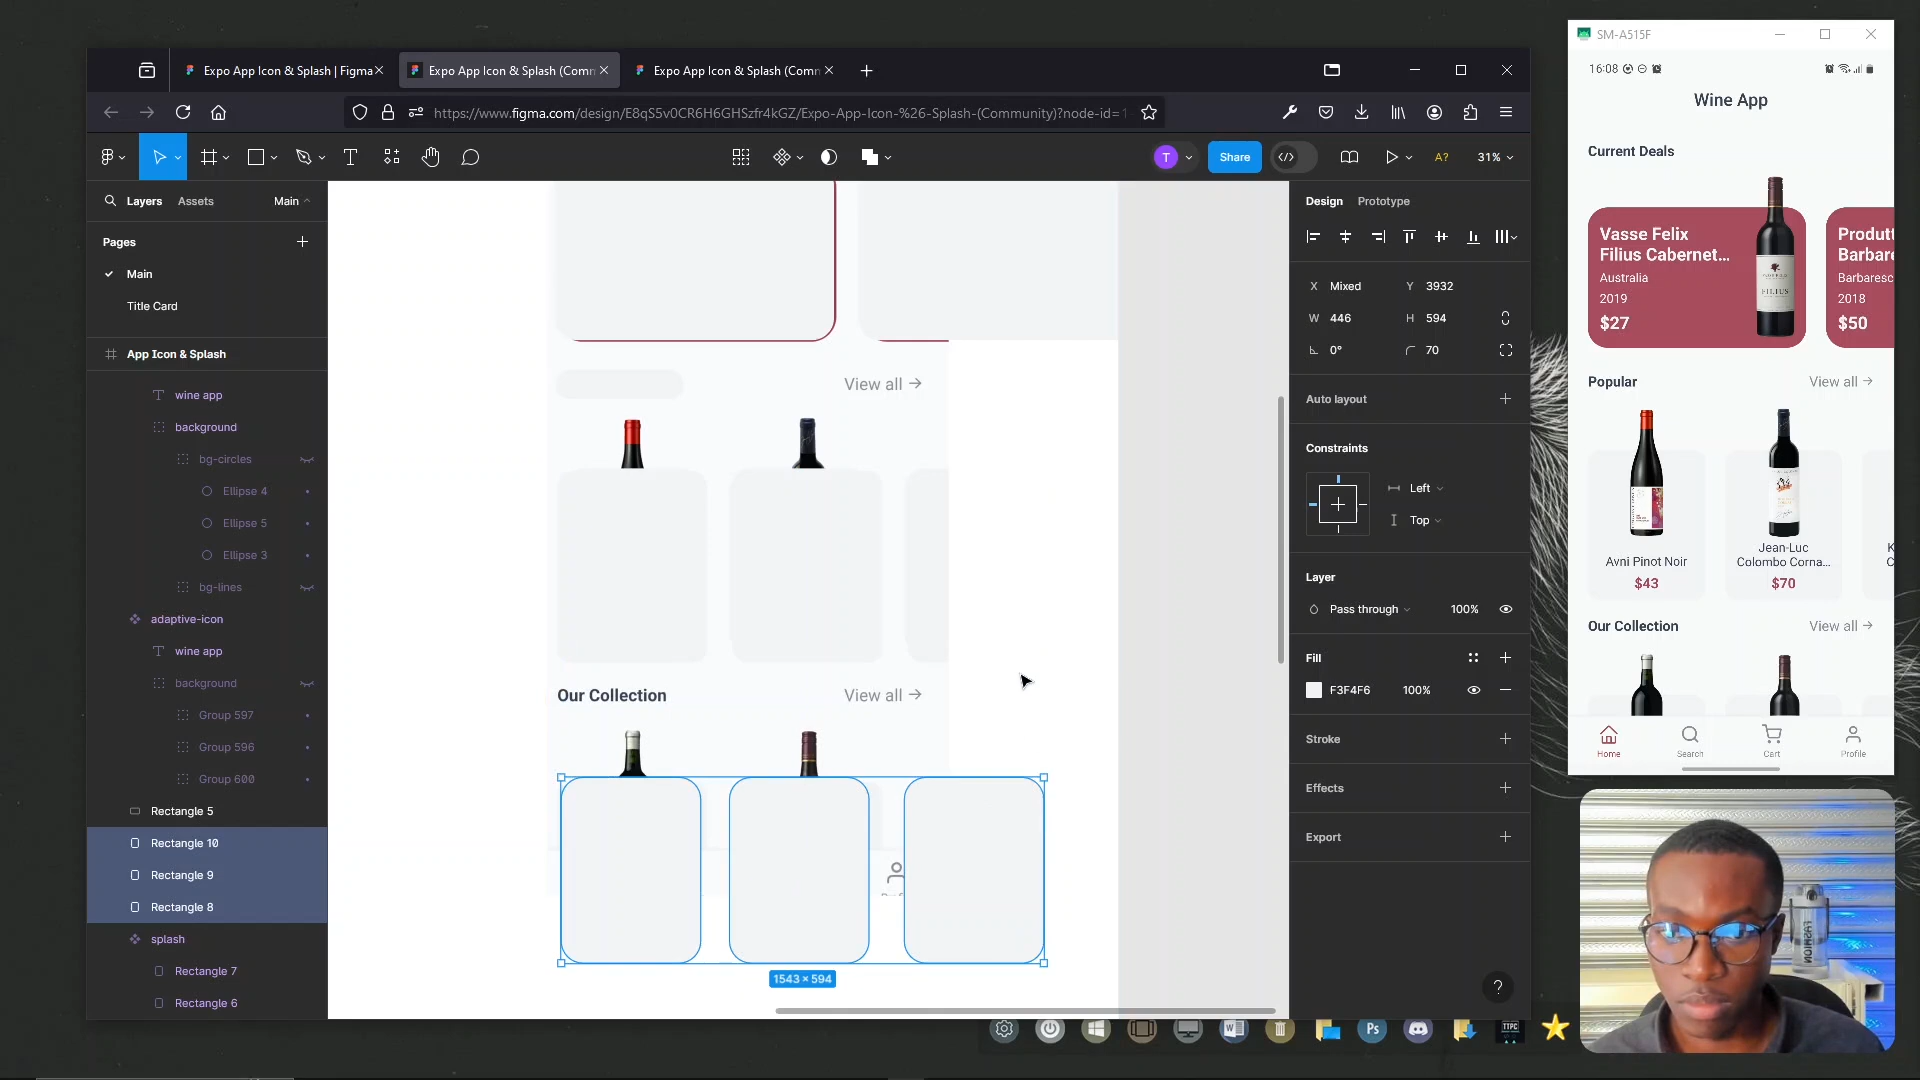 Expo App Icon & Splash | Figma
Expo App Icon & Splash (Comm
Expo App Icon & Splash (Comm
https://www.figma.com/design/E8qS5v0CR6H6GHSzfr4kGZ/Expo-App-Icon-%26-Splash-(Community)?node-id=1
T
Share
A?
31%
Layers
Assets
Main
Pages
Main
Title Card
App Icon & Splash
wine app
background
bg-circles
Ellipse 4
Ellipse 5
Ellipse 3
bg-lines
adaptive-icon
wine app
background
Group 597
Group 596
Group 600
Rectangle 5
Rectangle 10
Rectangle 9
Rectangle 8
splash
Rectangle 7
Rectangle 6
View all →
Our Collection
View all →
1543 × 594
Design
Prototype
X Mixed
Y 3932
W 446
H 594
0°
70
Auto layout
Constraints
Left
Top
Layer
Pass through
100%
Fill
F3F4F6
100%
Stroke
Effects
Export
?
SM-A515F
16:08
Wine App
Current Deals
Vasse Felix
Filius Cabernet...
Australia
2019
$27
FILIUS
Produtt
Barbare
Barbaresc
2018
$50
Popular
View all →
Avni Pinot Noir
$43
Jean-Luc
Colombo Corna...
$70
K
C
Our Collection
View all →
Home
Search
Cart
Profile
Ps
TTPC